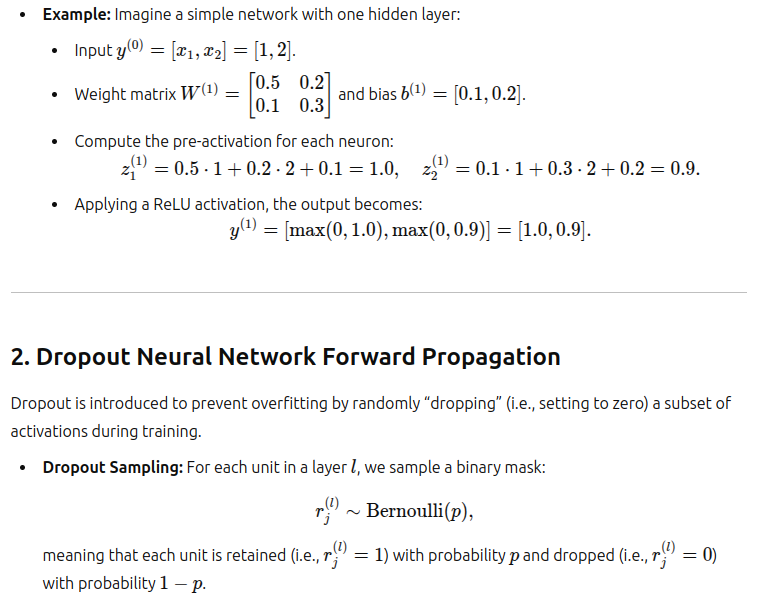 • Example: Imagine a simple network with one hidden layer:
• Input y^{(0)} = [x_1, x_2] = [1, 2].
• Weight matrix W^{(1)} = \begin{bmatrix} 0.5 & 0.2 \\ 0.1 & 0.3 \end{bmatrix} and bias b^{(1)} = [0.1, 0.2].
• Compute the pre-activation for each neuron:
z_1^{(1)} = 0.5 · 1 + 0.2 · 2 + 0.1 = 1.0, z_2^{(1)} = 0.1 · 1 + 0.3 · 2 + 0.2 = 0.9.
• Applying a ReLU activation, the output becomes:
y^{(1)} = [max(0, 1.0), max(0, 0.9)] = [1.0, 0.9].
2. Dropout Neural Network Forward Propagation
Dropout is introduced to prevent overfitting by randomly “dropping” (i.e., setting to zero) a subset of
activations during training.
• Dropout Sampling: For each unit in a layer l, we sample a binary mask:
r_j^{(l)} ∼ Bernoulli(p),
meaning that each unit is retained (i.e., r_j^{(l)} = 1) with probability p and dropped (i.e., r_j^{(l)} = 0)
with probability 1 − p.